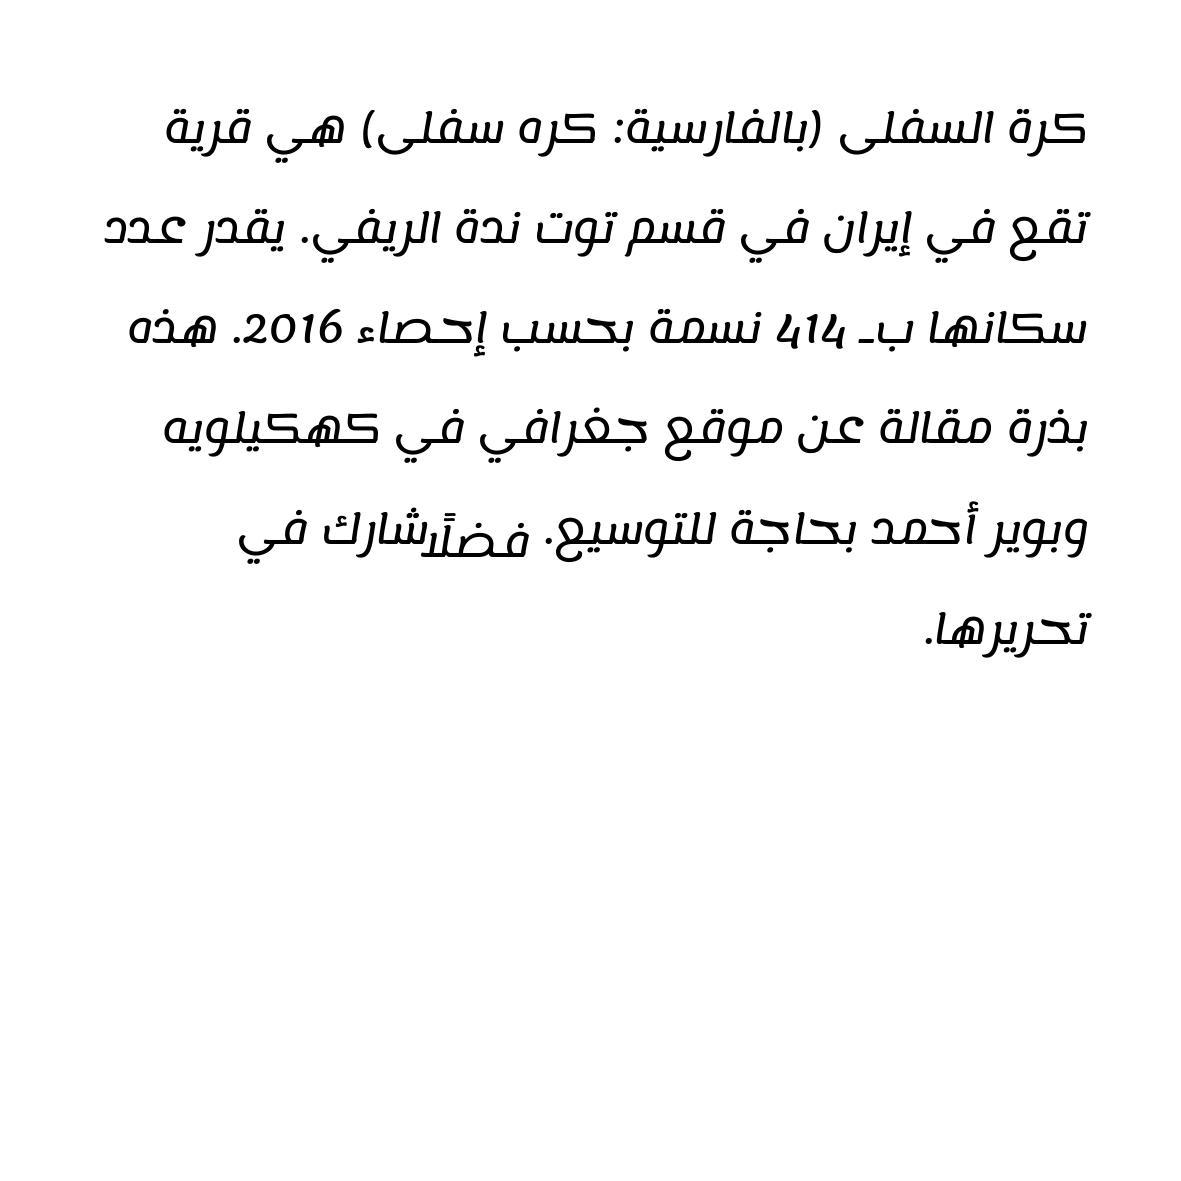 كرة السفلى (بالفارسية: كره سفلى) هي قرية
تقع في إيران في قسم توت ندة الريفي. يقدر عدد
سكانها بـ 414 نسمة بحسب إحصاء 2016. هذه
بذرة مقالة عن موقع جغرافي في كهكيلويه
وبوير أحمد بحاجة للتوسيع. فضلًا شارك في
تحريرها.